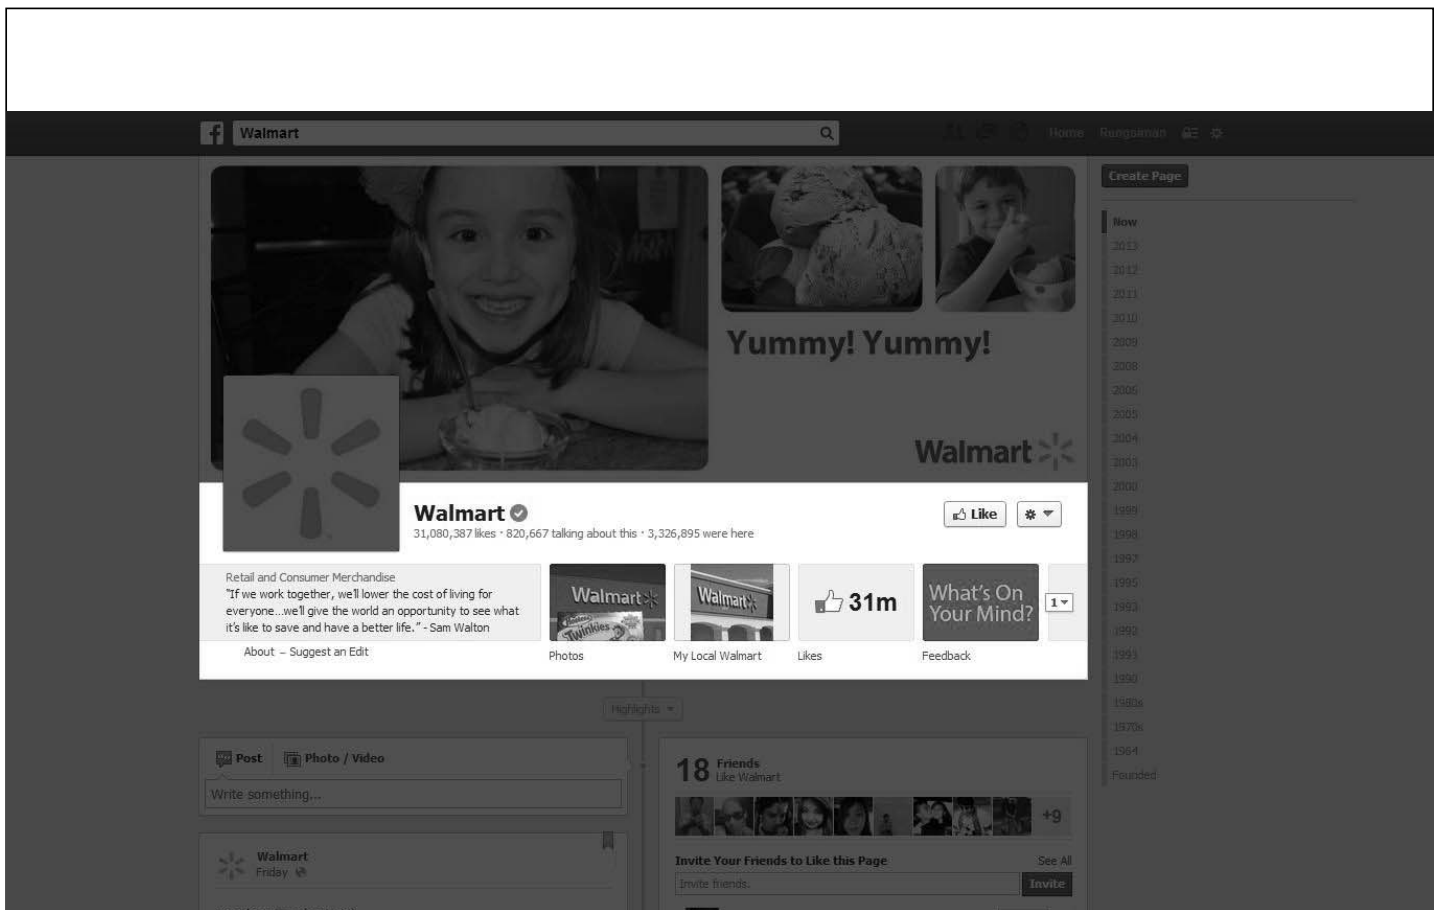 Walmart
Home Rungsiman
Create Page
Now
2013
2012
2011
2010
2009
2008
2006
2005
2004
2003
2000
1999
1998
1997
1995
1993
1992
1991
1990
1980s
1970s
1964
Founded
Yummy! Yummy!
Walmart
Walmart
Like
31,080,387 likes · 820,667 talking about this · 3,326,895 were here
Retail and Consumer Merchandise
"If we work together, we'll lower the cost of living for
everyone...we'll give the world an opportunity to see what
it's like to save and have a better life." - Sam Walton
About – Suggest an Edit
Walmart
Twinkies
Photos
Walmart
My Local Walmart
31m
Likes
What's On
Your Mind?
Feedback
1
Highlights
Post Photo / Video
Write something...
Walmart
Friday
18 Friends
Like Walmart
+9
Invite Your Friends to Like this Page See All
Invite friends. Invite